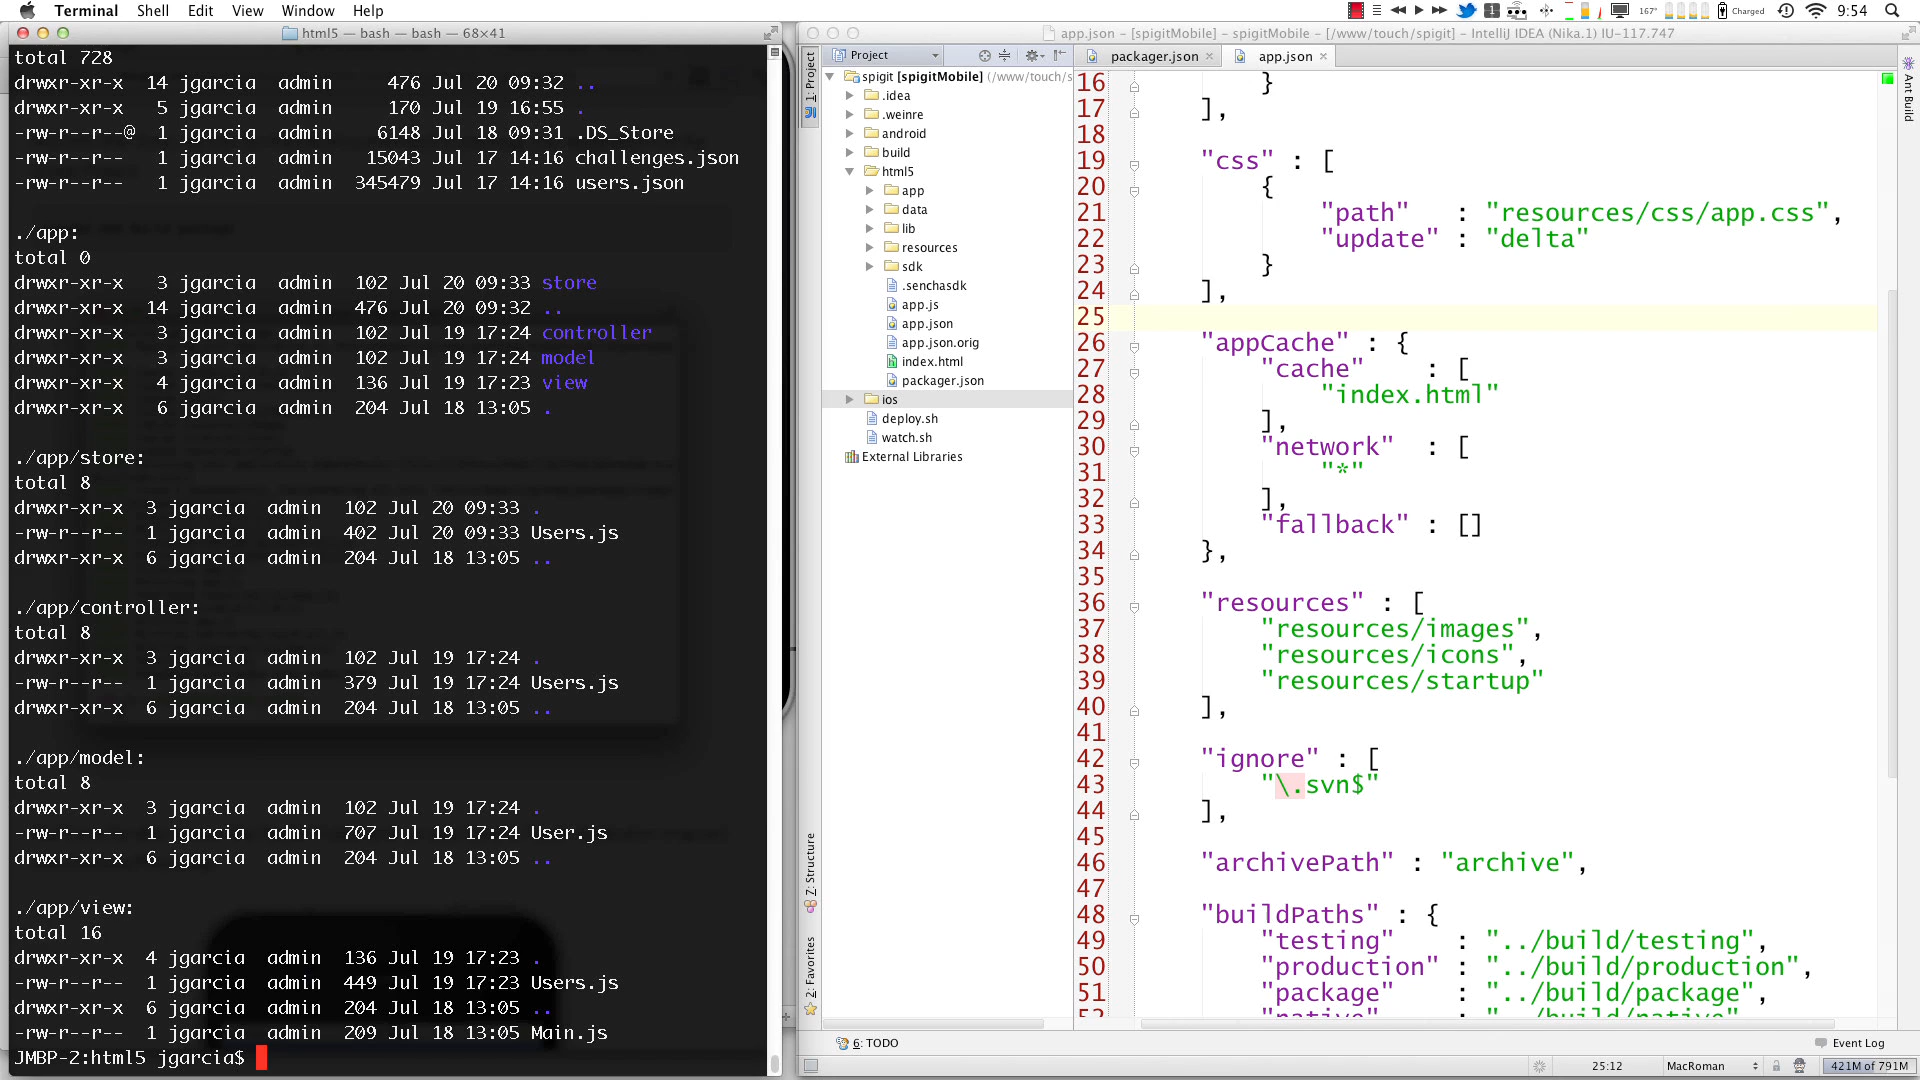 Terminal Shell Edit View Window Help
167° Charged 9:54
html5 — bash — bash — 68×41
total 728
drwxr-xr-x 14 jgarcia admin 476 Jul 20 09:32 ..
drwxr-xr-x 5 jgarcia admin 170 Jul 19 16:55 .
-rw-r--r--@ 1 jgarcia admin 6148 Jul 18 09:31 .DS_Store
-rw-r--r-- 1 jgarcia admin 15043 Jul 17 14:16 challenges.json
-rw-r--r-- 1 jgarcia admin 345479 Jul 17 14:16 users.json
./app:
total 0
drwxr-xr-x 3 jgarcia admin 102 Jul 20 09:33 store
drwxr-xr-x 14 jgarcia admin 476 Jul 20 09:32 ..
drwxr-xr-x 3 jgarcia admin 102 Jul 19 17:24 controller
drwxr-xr-x 3 jgarcia admin 102 Jul 19 17:24 model
drwxr-xr-x 4 jgarcia admin 136 Jul 19 17:23 view
drwxr-xr-x 6 jgarcia admin 204 Jul 18 13:05 .
./app/store:
total 8
drwxr-xr-x 3 jgarcia admin 102 Jul 20 09:33 .
-rw-r--r-- 1 jgarcia admin 402 Jul 20 09:33 Users.js
drwxr-xr-x 6 jgarcia admin 204 Jul 18 13:05 ..
./app/controller:
total 8
drwxr-xr-x 3 jgarcia admin 102 Jul 19 17:24 .
-rw-r--r-- 1 jgarcia admin 379 Jul 19 17:24 Users.js
drwxr-xr-x 6 jgarcia admin 204 Jul 18 13:05 ..
./app/model:
total 8
drwxr-xr-x 3 jgarcia admin 102 Jul 19 17:24 .
-rw-r--r-- 1 jgarcia admin 707 Jul 19 17:24 User.js
drwxr-xr-x 6 jgarcia admin 204 Jul 18 13:05 ..
./app/view:
total 16
drwxr-xr-x 4 jgarcia admin 136 Jul 19 17:23 .
-rw-r--r-- 1 jgarcia admin 449 Jul 19 17:23 Users.js
drwxr-xr-x 6 jgarcia admin 204 Jul 18 13:05 ..
-rw-r--r-- 1 jgarcia admin 209 Jul 18 13:05 Main.js
JMBP-2:html5 jgarcia$
app.json - [spigitMobile] - spigitMobile - [/www/touch/spigit] - IntelliJ IDEA (Nika.1) IU-117.747
1: Project
7: Structure
2: Favorites
Project
spigit [spigitMobile] (/www/touch/s
.idea
.weinre
android
build
html5
app
data
lib
resources
sdk
.senchasdk
app.js
app.json
app.json.orig
index.html
packager.json
ios
deploy.sh
watch.sh
External Libraries
packager.json app.json
16 }
17 ],
18
19 "css" : [
20 {
21 "path" : "resources/css/app.css",
22 "update" : "delta"
23 }
24 ],
25
26 "appCache" : {
27 "cache" : [
28 "index.html"
29 ],
30 "network" : [
31 "*"
32 ],
33 "fallback" : []
34 },
35
36 "resources" : [
37 "resources/images",
38 "resources/icons",
39 "resources/startup"
40 ],
41
42 "ignore" : [
43 "\.svn$"
44 ],
45
46 "archivePath" : "archive",
47
48 "buildPaths" : {
49 "testing" : "../build/testing",
50 "production" : "../build/production",
51 "package" : "../build/package",
52 "native" : "../build/native"
Ant Build
6: TODO
Event Log
25:12 MacRoman 421M of 791M